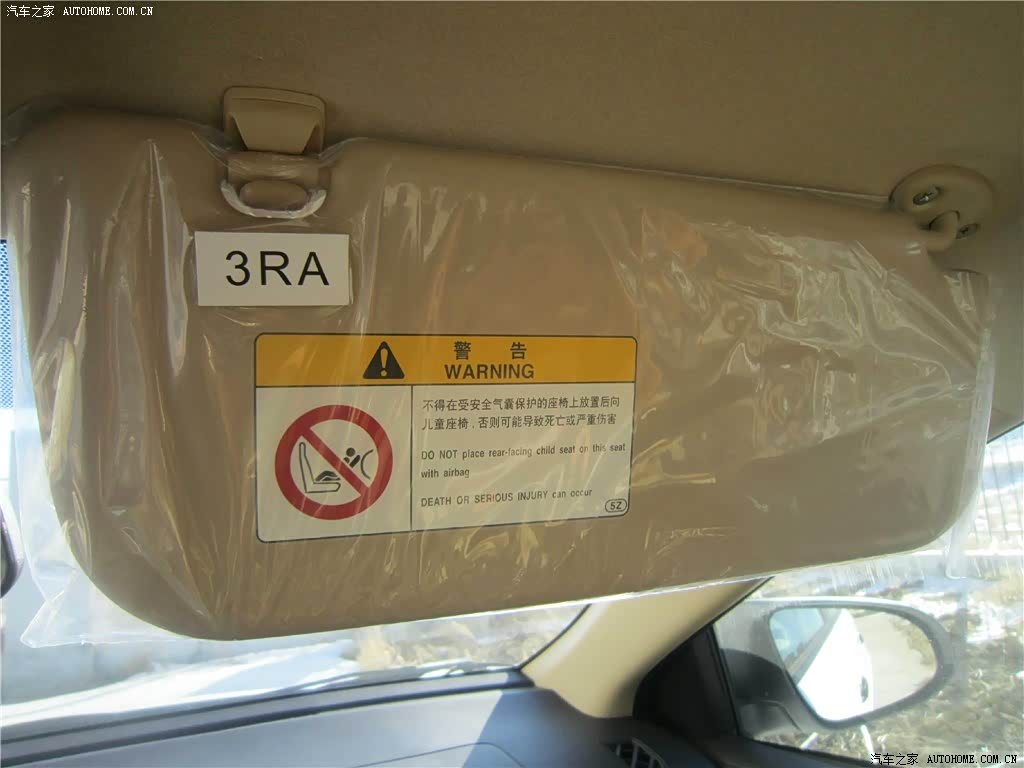 汽车之家 AUTOHOME.COM.CN
3RA
警 告
WARNING
不得在受安全气囊保护的座椅上放置后向
儿童座椅，否则可能导致死亡或严重伤害
DO NOT place rear-facing child seat on this seat
with airbag
DEATH OR SERIOUS INJURY can occur
5Z
汽车之家 AUTOHOME.COM.CN